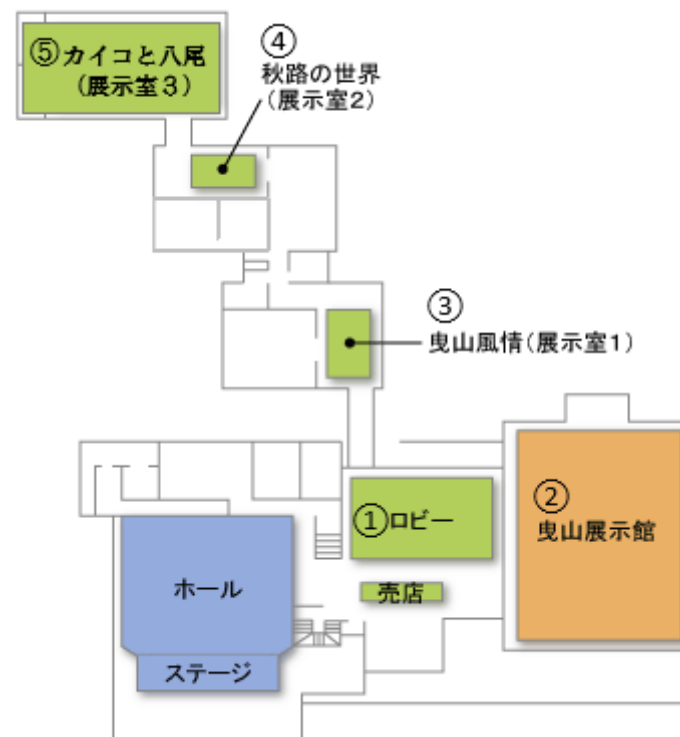 ⑤カイコと八尾
(展示室3)
④
秋路の世界
(展示室2)
③
曳山風情(展示室1)
②
曳山展示館
①ロビー
売店
ホール
ステージ